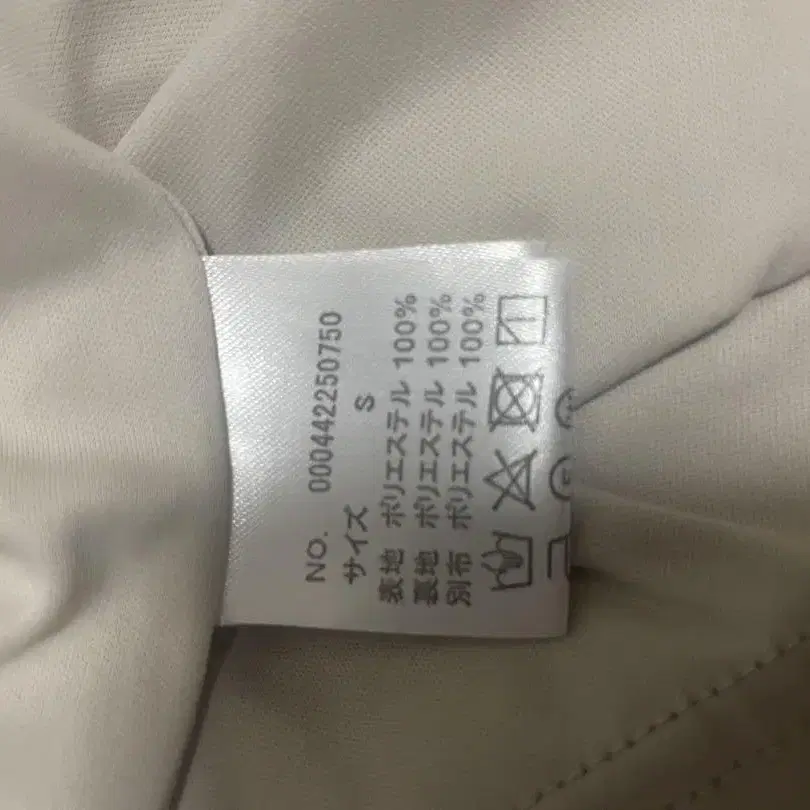 NO. 000442250750
サイズ S
表地 ポリエステル 100%
裏地 ポリエステル 100%
別布 ポリエステル 100%